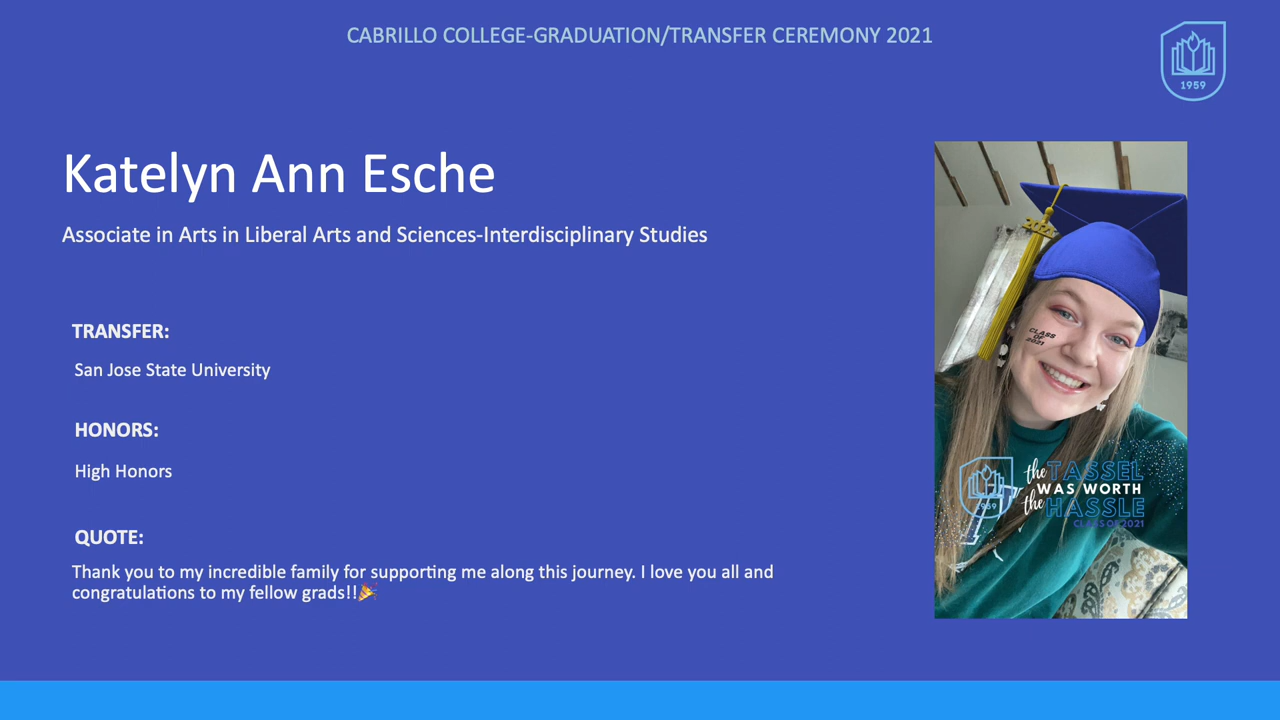 CABRILLO COLLEGE-GRADUATION/TRANSFER CEREMONY 2021
1959
Katelyn Ann Esche
Associate in Arts in Liberal Arts and Sciences-Interdisciplinary Studies
TRANSFER:
San Jose State University
HONORS:
High Honors
QUOTE:
Thank you to my incredible family for supporting me along this journey. I love you all and
congratulations to my fellow grads!!🎉
2021
CLASS
OF
2021
the TASSEL
WAS WORTH
the HASSLE
CLASS OF 2021
1959